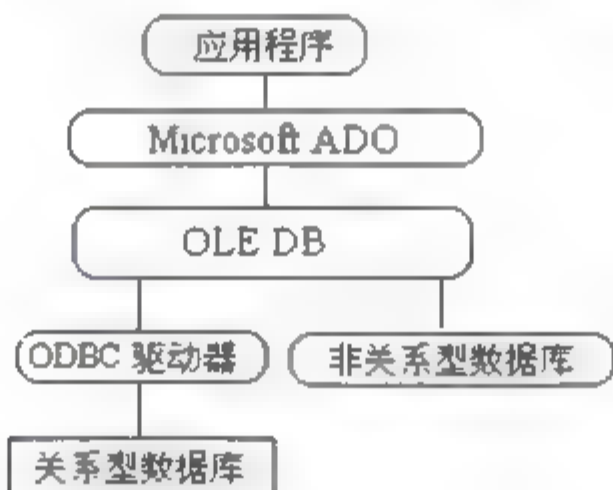 应用程序
Microsoft ADO
OLE DB
ODBC 驱动器
非关系型数据库
关系型数据库